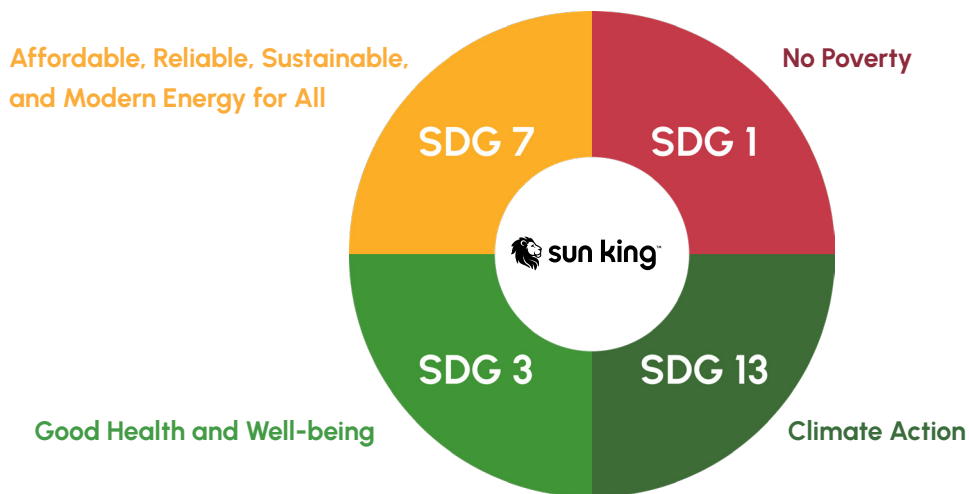 Affordable, Reliable, Sustainable,
and Modern Energy for All
No Poverty
SDG 7
SDG 1
sun king™
SDG 3
SDG 13
Good Health and Well-being
Climate Action